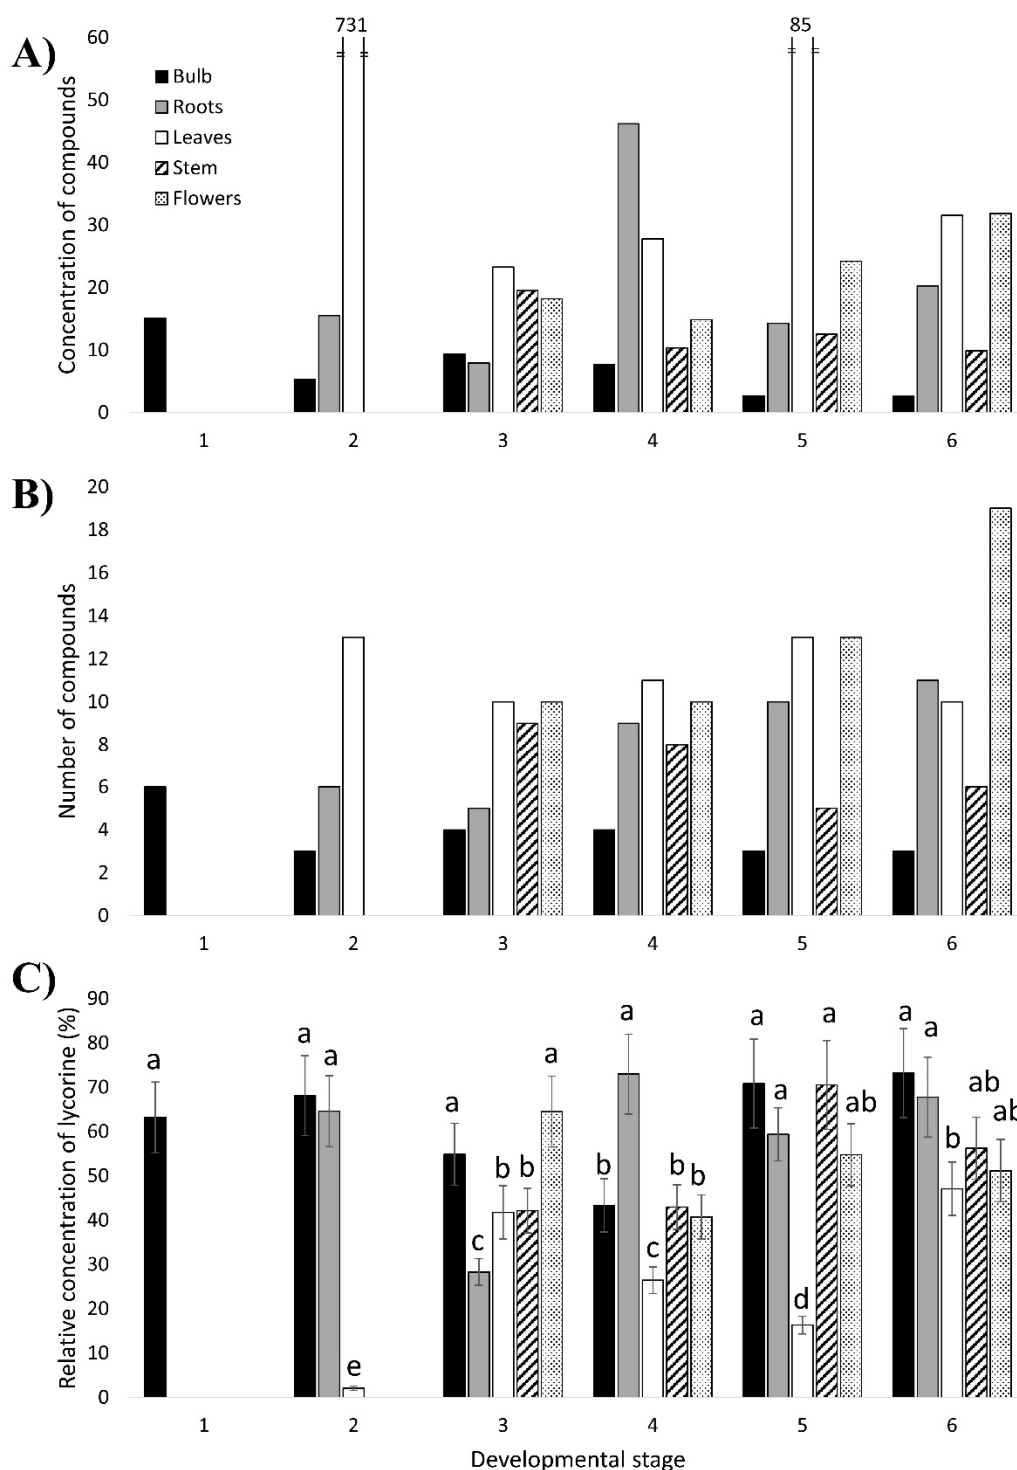 A)
Concentration of compounds
731
85
60
50
40
30
20
10
0
Bulb
Roots
Leaves
Stem
Flowers
1 2 3 4 5 6
B)
Number of compounds
20
18
16
14
12
10
8
6
4
2
0
1 2 3 4 5 6
C)
Relative concentration of lycorine (%)
90
80
70
60
50
40
30
20
10
0
a
a a e
a c b b a
b a c b b
a a d a ab
a a b ab ab
1 2 3 4 5 6
Developmental stage